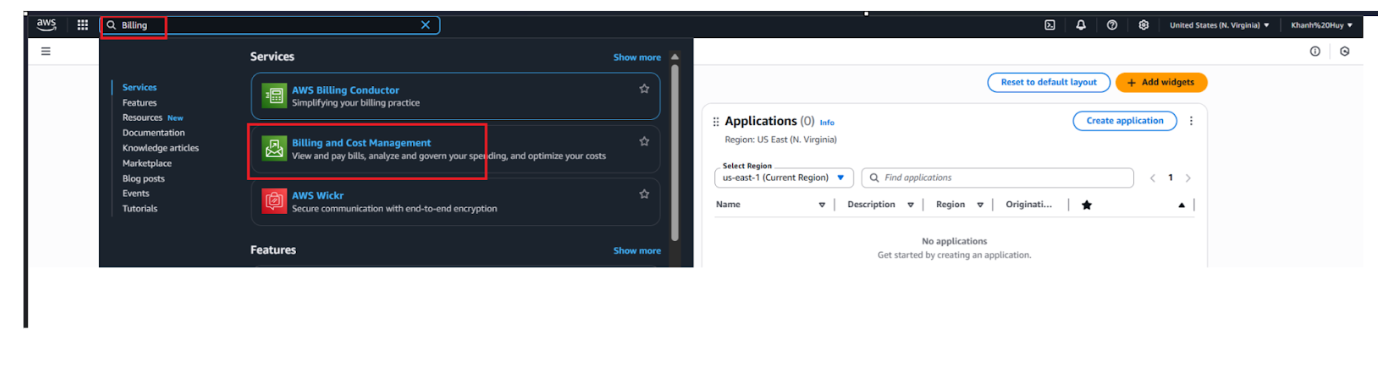 aws
Billing
United States (N. Virginia)
Khanh%20Huy
Services
Show more
Services
Features
Resources New
Documentation
Knowledge articles
Marketplace
Blog posts
Events
Tutorials
AWS Billing Conductor
Simplifying your billing practice
Billing and Cost Management
View and pay bills, analyze and govern your spending, and optimize your costs
AWS Wickr
Secure communication with end-to-end encryption
Features
Show more
Reset to default layout
+ Add widgets
Applications (0) Info
Create application
Region: US East (N. Virginia)
Select Region
us-east-1 (Current Region)
Find applications
1
Name
Description
Region
Originati...
No applications
Get started by creating an application.